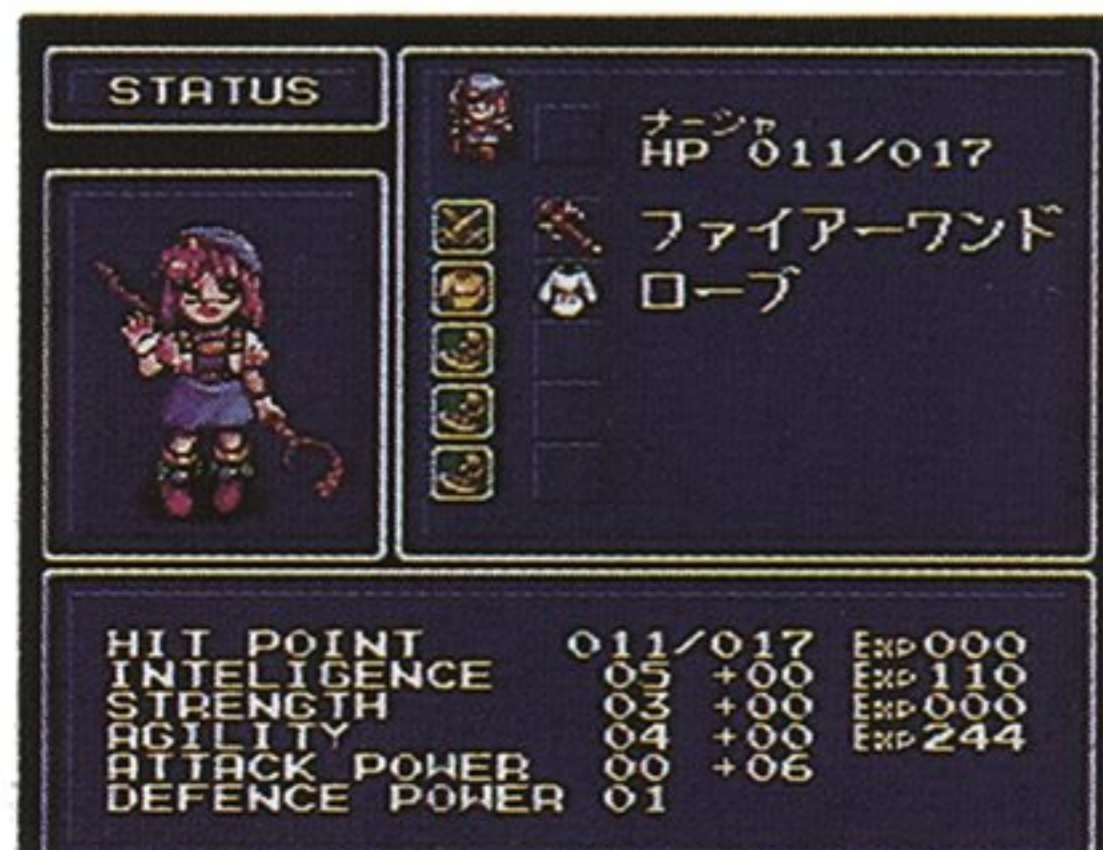 STATUS
ナージャ
HP 011/017
ファイアーワンド
ローブ
HIT POINT 011/017 Exp000
INTELIGENCE 05 +00 Exp110
STRENGTH 03 +00 Exp000
AGILITY 04 +00 Exp244
ATTACK POWER 00 +06
DEFENCE POWER 01